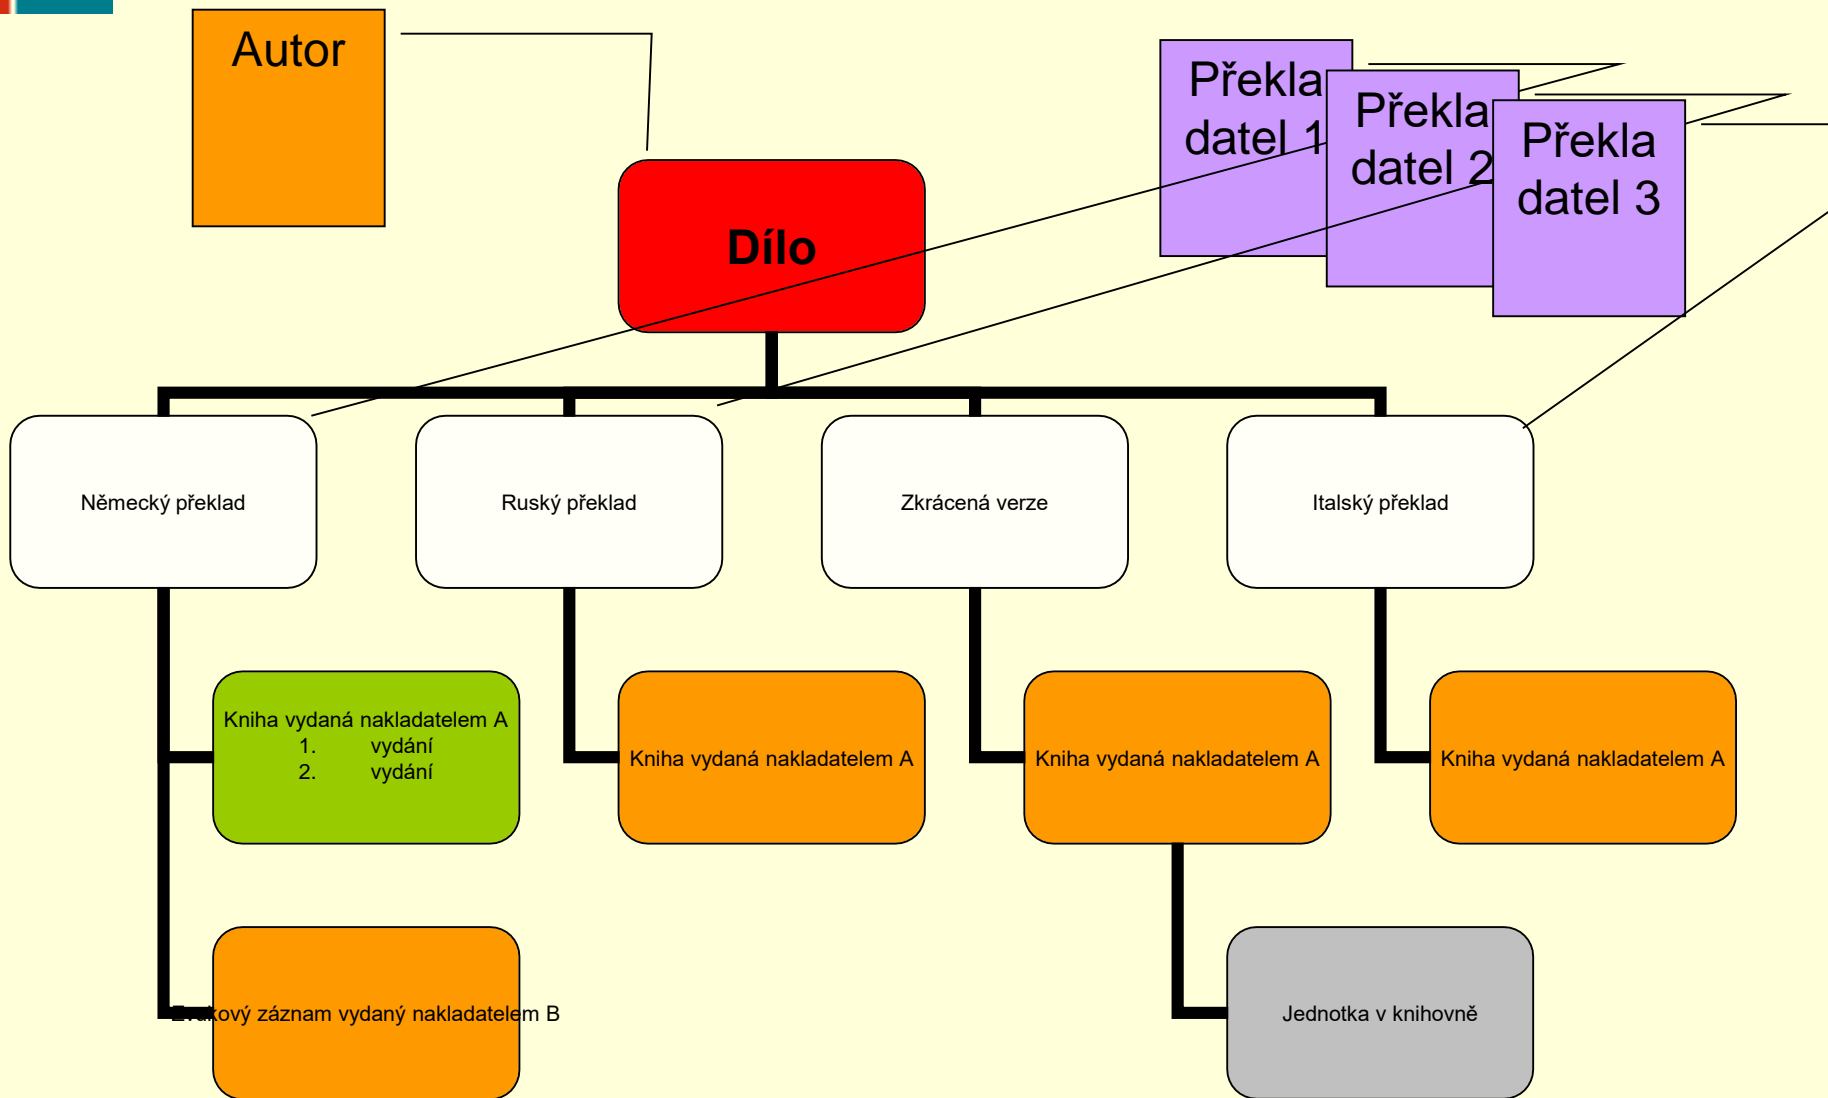 Autor
Překla
datel 1
Překla
datel 2
Překla
datel 3
Dílo
Německý překlad
Ruský překlad
Zkrácená verze
Italský překlad
Kniha vydaná nakladatelem A
1. vydání
2. vydání
Kniha vydaná nakladatelem A
Kniha vydaná nakladatelem A
Kniha vydaná nakladatelem A
Zvukový záznam vydaný nakladatelem B
Jednotka v knihovně